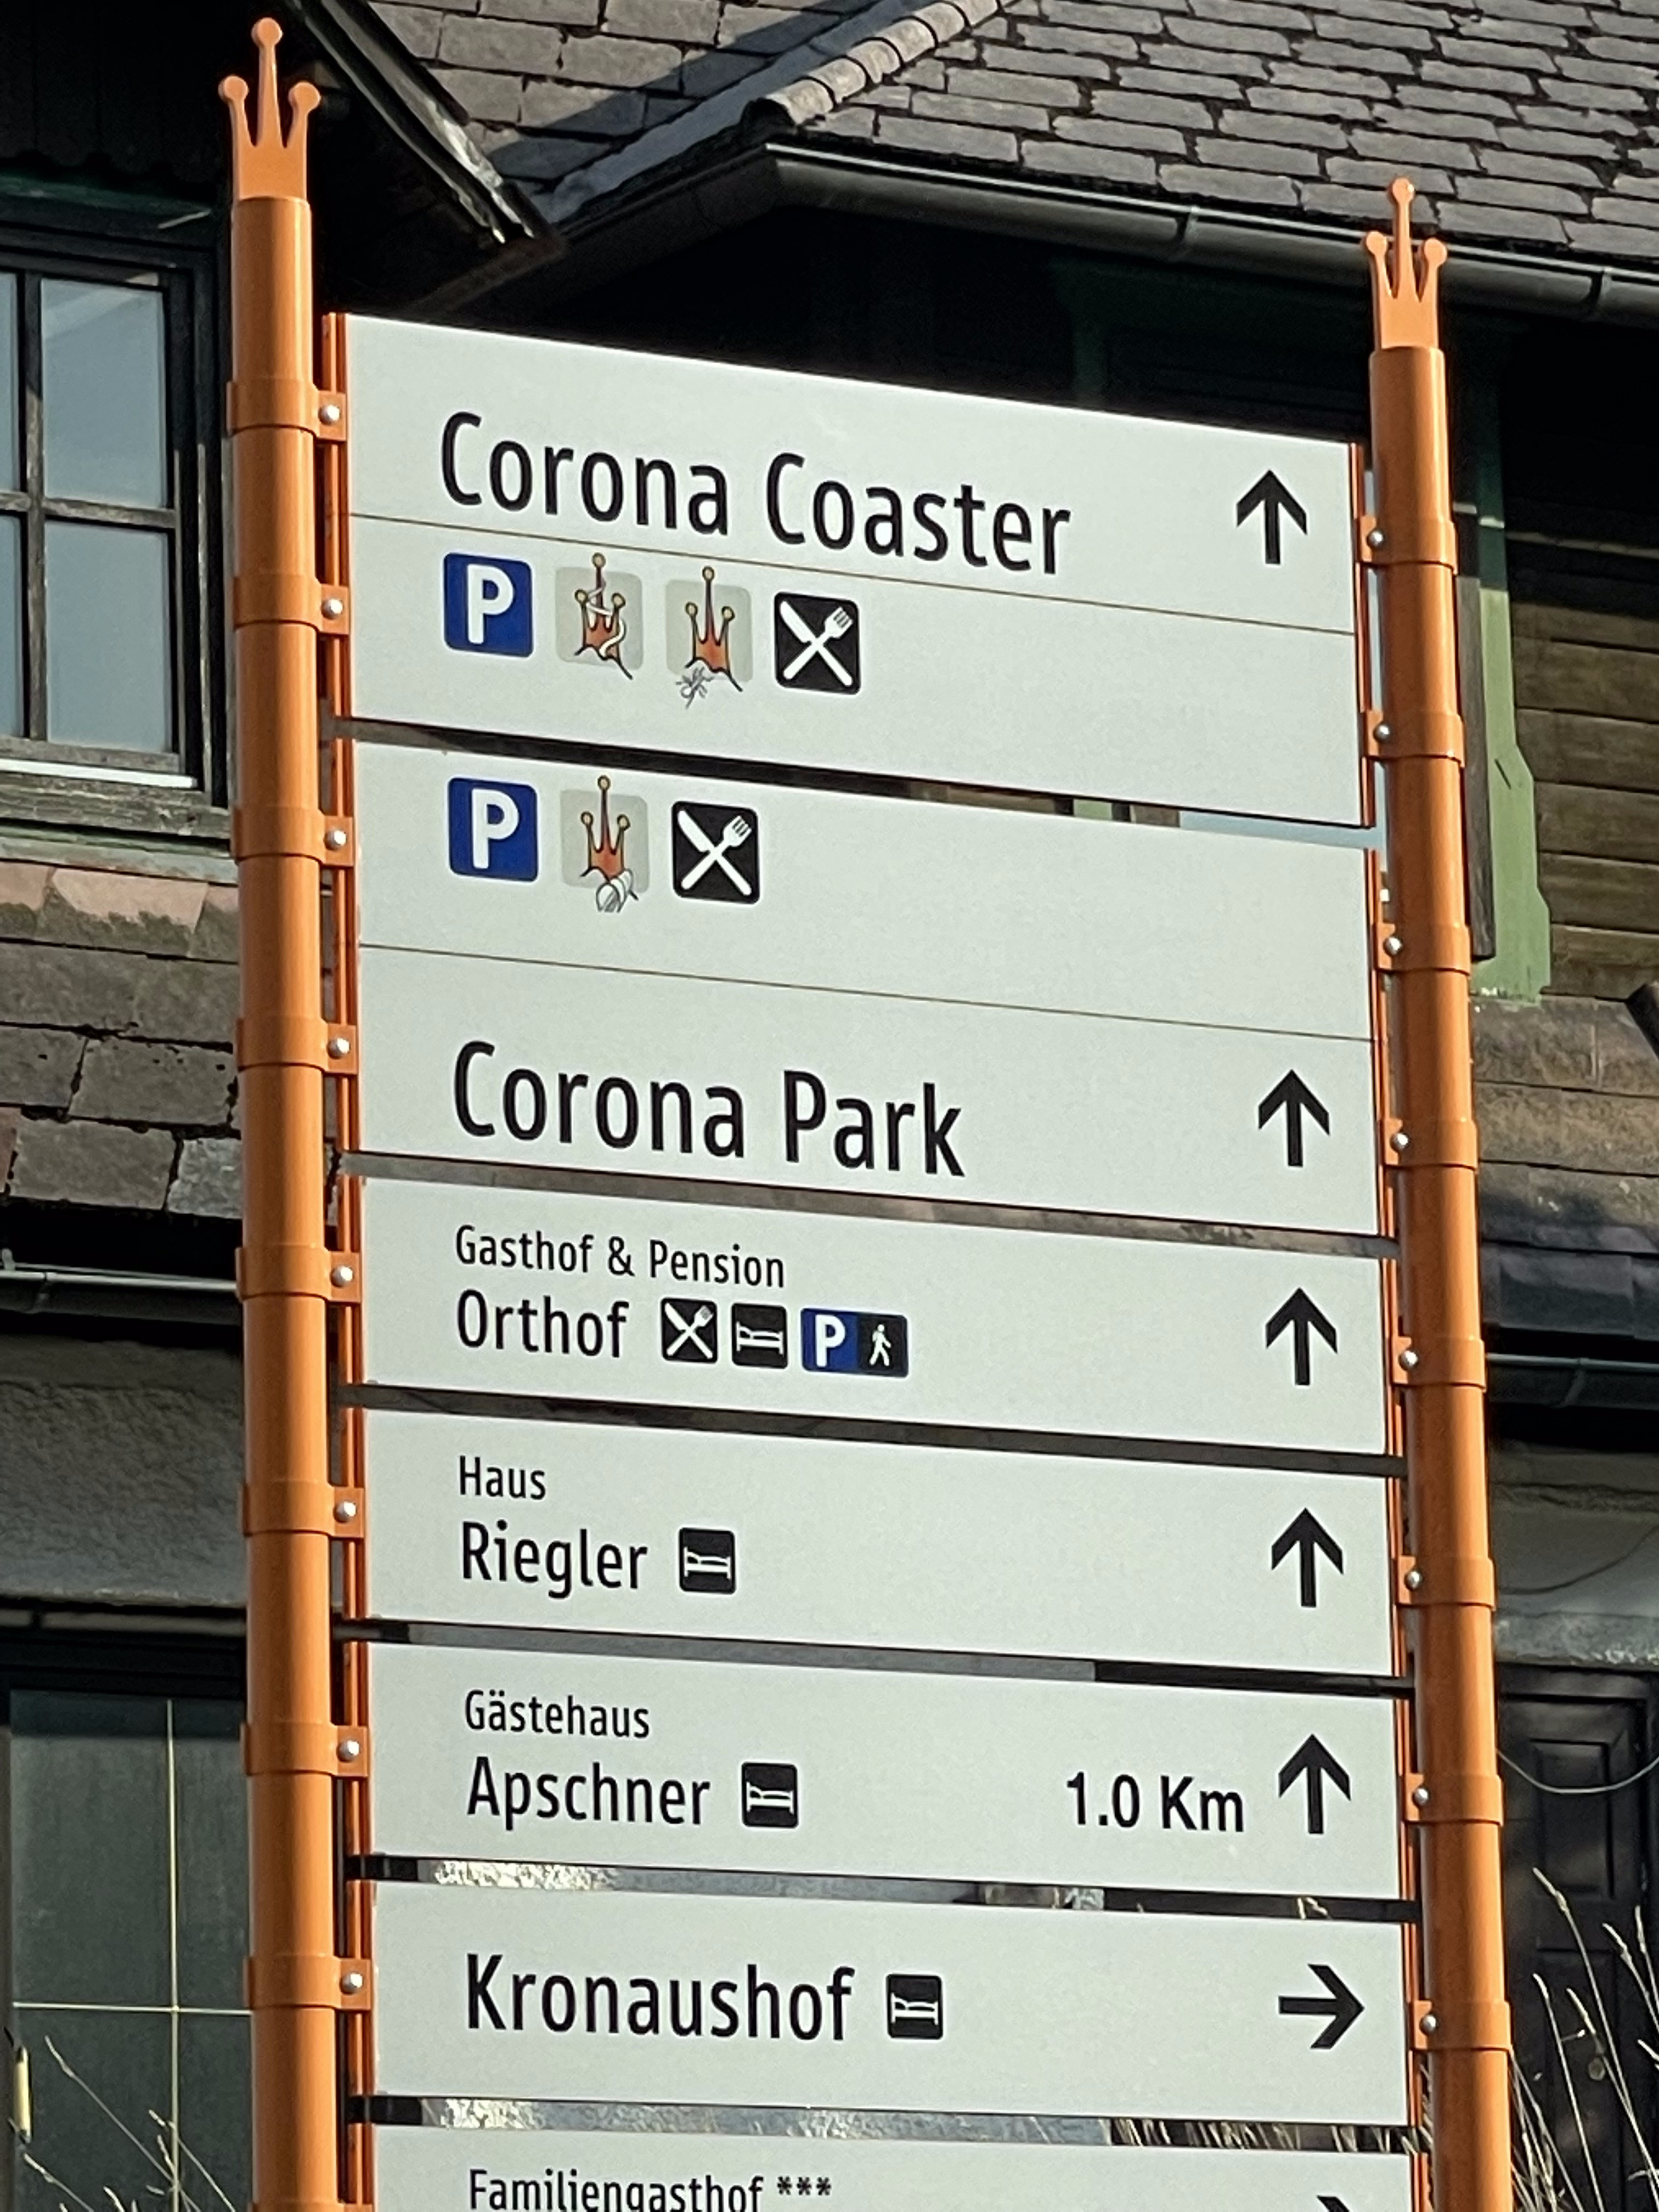 Corona Coaster
P
P
Corona Park
Gasthof & Pension
Orthof P
Haus
Riegler
Gästehaus
Apschner 1.0 Km
Kronaushof
Familiengasthof ***